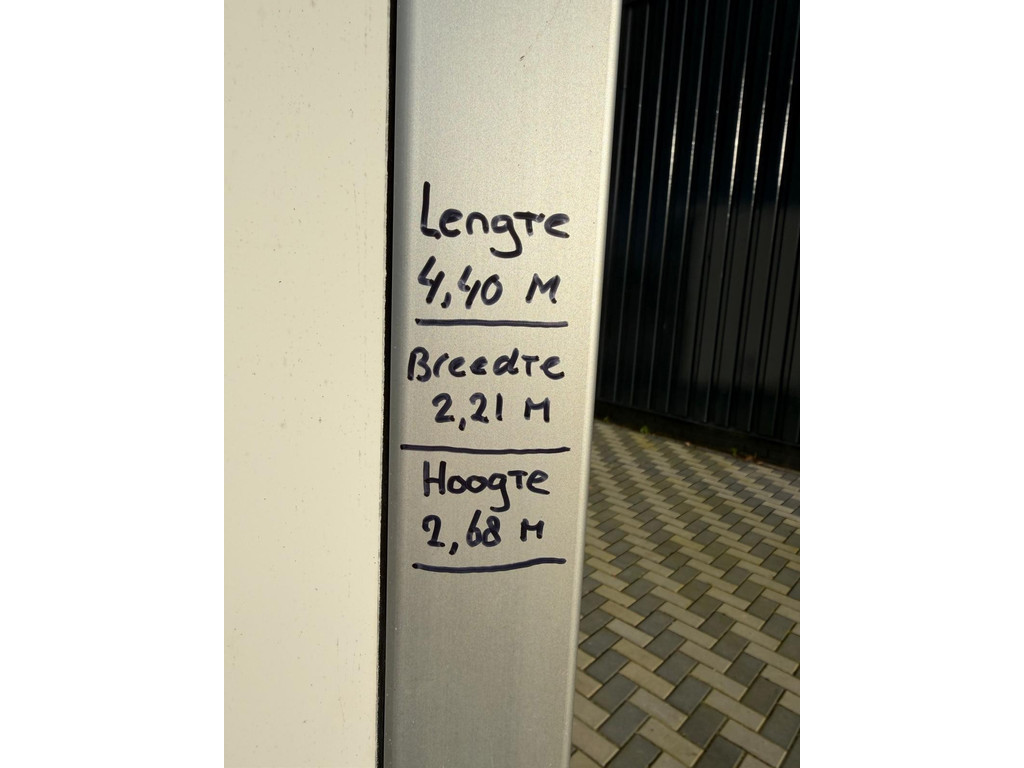 Lengte
4,40 M
Breedte
2,21 M
Hoogte
2,68 M